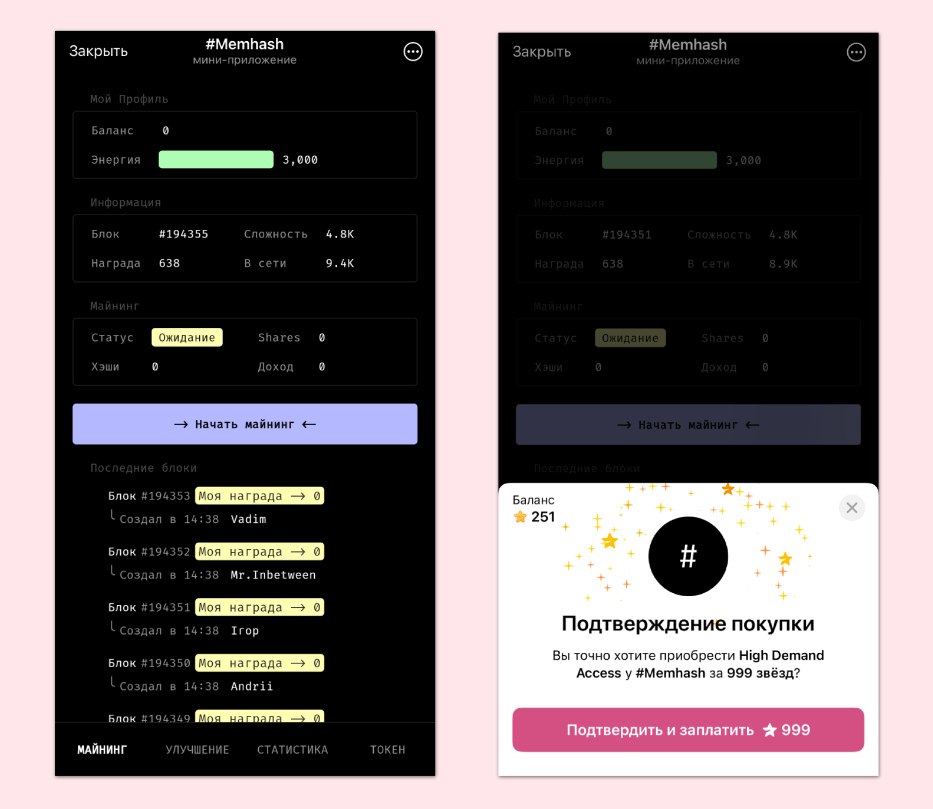 Закрыть
#Memhash
мини-приложение
Мой Профиль
Баланс 0
Энергия 3,000
Информация
Блок #194355 Сложность 4.8K
Награда 638 В сети 9.4K
Майнинг
Статус Ожидание Shares 0
Хэши 0 Доход 0
→ Начать майнинг ←
Последние блоки
Блок #194353 Моя награда → 0
Создал в 14:38 Vadim
Блок #194352 Моя награда → 0
Создал в 14:38 Mr.Inbetween
Блок #194351 Моя награда → 0
Создал в 14:38 Ігор
Блок #194350 Моя награда → 0
Создал в 14:38 Andrii
Блок #194349 Моя награда → 0
МАЙНИНГ УЛУЧШЕНИЕ СТАТИСТИКА ТОКЕН
Закрыть
#Memhash
мини-приложение
Мой Профиль
Баланс 0
Энергия 3,000
Информация
Блок #194351 Сложность 4.8K
Награда 638 В сети 8.9K
Майнинг
Статус Ожидание Shares 0
Хэши 0 Доход 0
→ Начать майнинг ←
Последние блоки
Баланс
251
#
Подтверждение покупки
Вы точно хотите приобрести High Demand
Access у #Memhash за 999 звёзд?
Подтвердить и заплатить 999